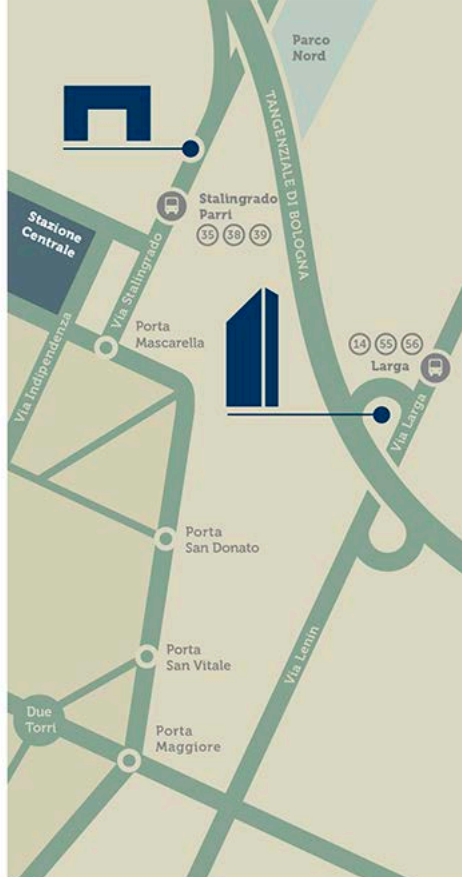 Parco
Nord
TANGENZIALE DI BOLOGNA
Stalingrado
Parri
35 38 39
Stazione
Centrale
Via Stalingrado
Porta
Mascarella
14 55 56
Larga
Via Indipendenza
Via Larga
Porta
San Donato
Porta
San Vitale
Via Lenin
Due
Torri
Porta
Maggiore